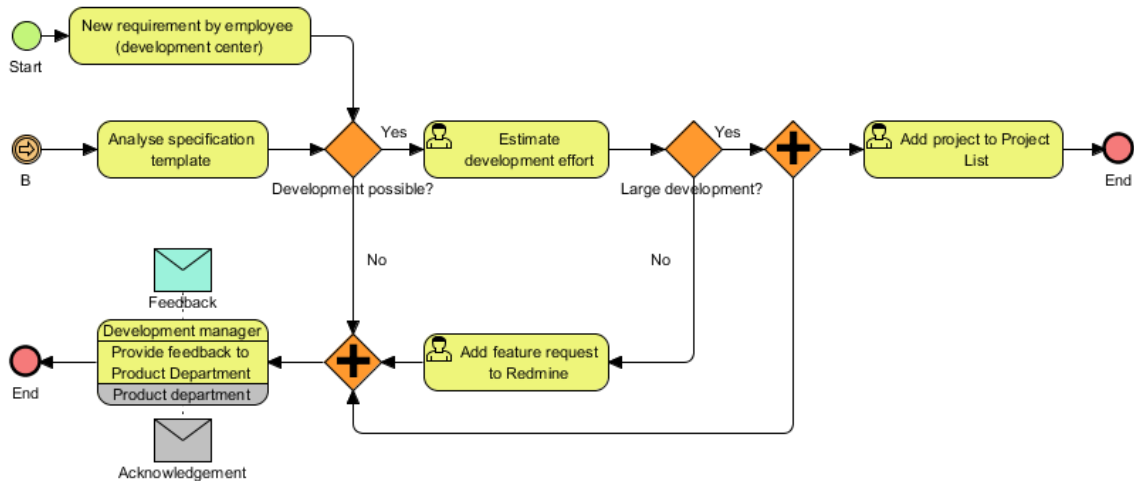 New requirement by employee
(development center)
Start
Analyse specification
template
B
Yes
Development possible?
Estimate
development effort
Yes
Large development?
Add project to Project
List
End
No
No
Feedback
Development manager
Provide feedback to
Product Department
Product department
Add feature request
to Redmine
End
Acknowledgement